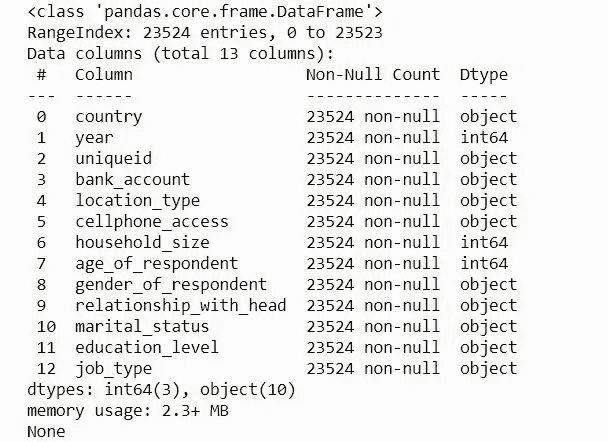 <class 'pandas.core.frame.DataFrame'>
RangeIndex: 23524 entries, 0 to 23523
Data columns (total 13 columns):
 #   Column                  Non-Null Count  Dtype
---  ------                  --------------  -----
 0   country                 23524 non-null  object
 1   year                    23524 non-null  int64
 2   uniqueid                23524 non-null  object
 3   bank_account            23524 non-null  object
 4   location_type           23524 non-null  object
 5   cellphone_access        23524 non-null  object
 6   household_size          23524 non-null  int64
 7   age_of_respondent       23524 non-null  int64
 8   gender_of_respondent    23524 non-null  object
 9   relationship_with_head  23524 non-null  object
 10  marital_status          23524 non-null  object
 11  education_level         23524 non-null  object
 12  job_type                23524 non-null  object
dtypes: int64(3), object(10)
memory usage: 2.3+ MB
None